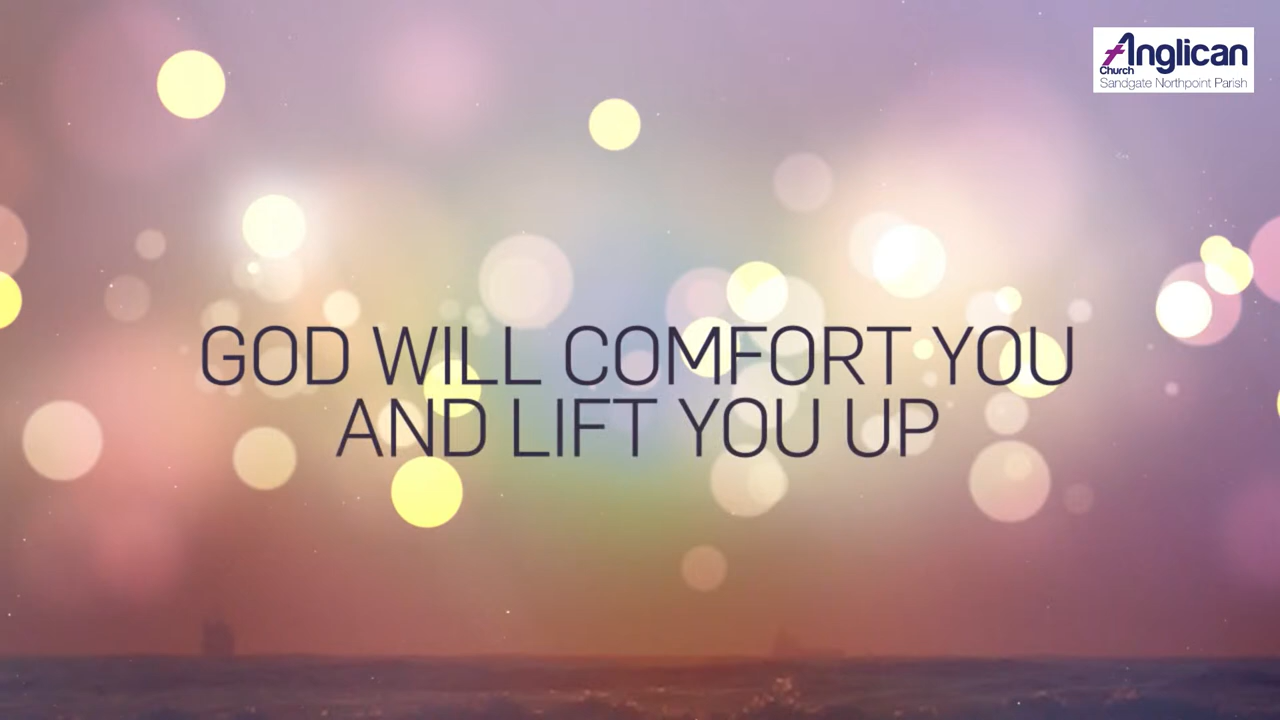 Anglican
Church
Sandgate Northpoint Parish
GOD WILL COMFORT YOU
AND LIFT YOU UP